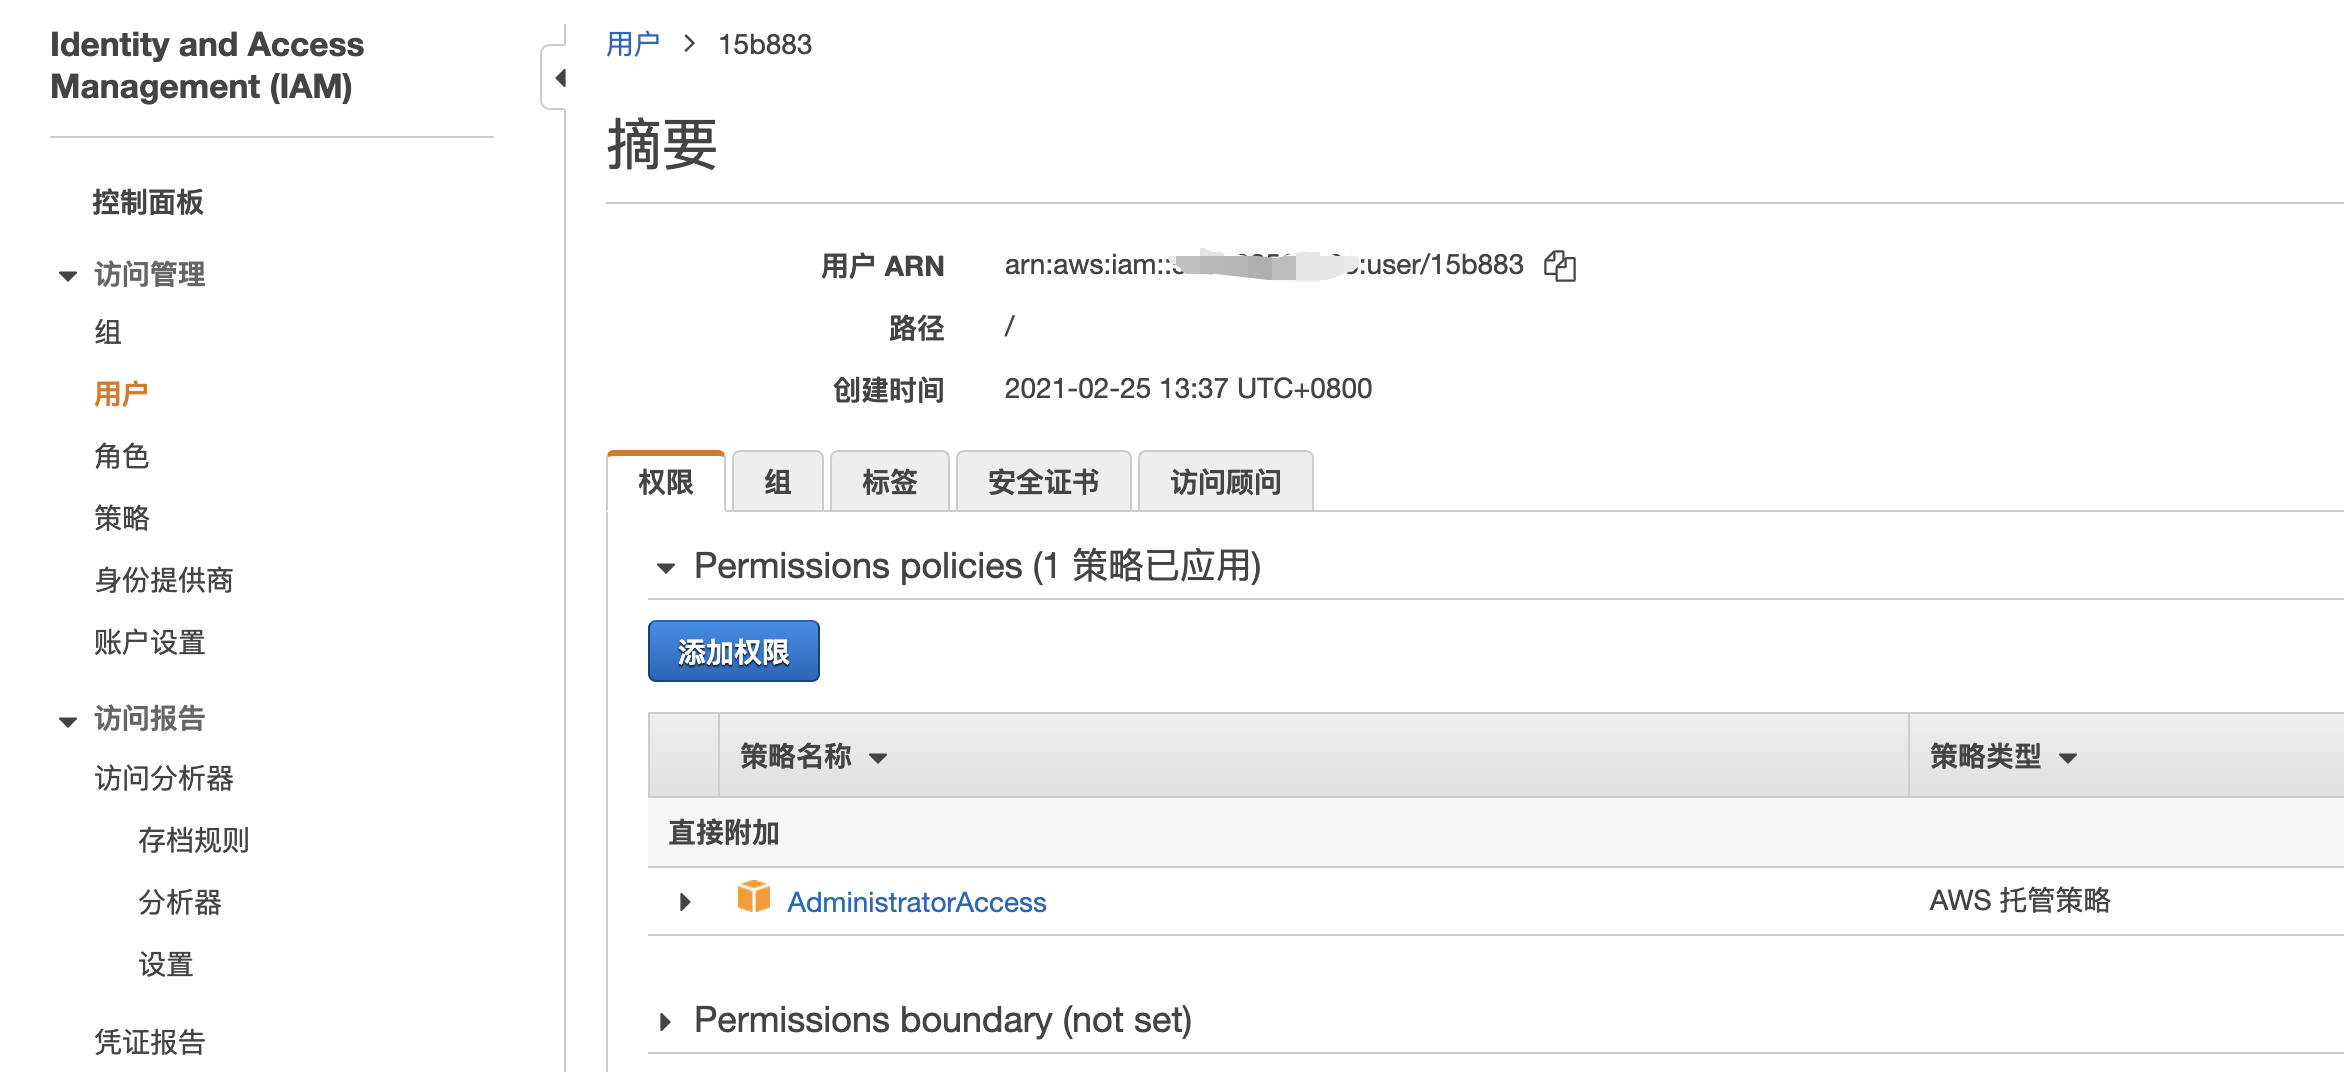 Identity and Access
Management (IAM)
控制面板
访问管理
组
用户
角色
策略
身份提供商
账户设置
访问报告
访问分析器
存档规则
分析器
设置
凭证报告
用户 > 15b883
摘要
用户 ARN arn:aws:iam:: :user/15b883
路径 /
创建时间 2021-02-25 13:37 UTC+0800
权限 组 标签 安全证书 访问顾问
Permissions policies (1 策略已应用)
添加权限
策略名称 策略类型
直接附加
AdministratorAccess AWS 托管策略
Permissions boundary (not set)